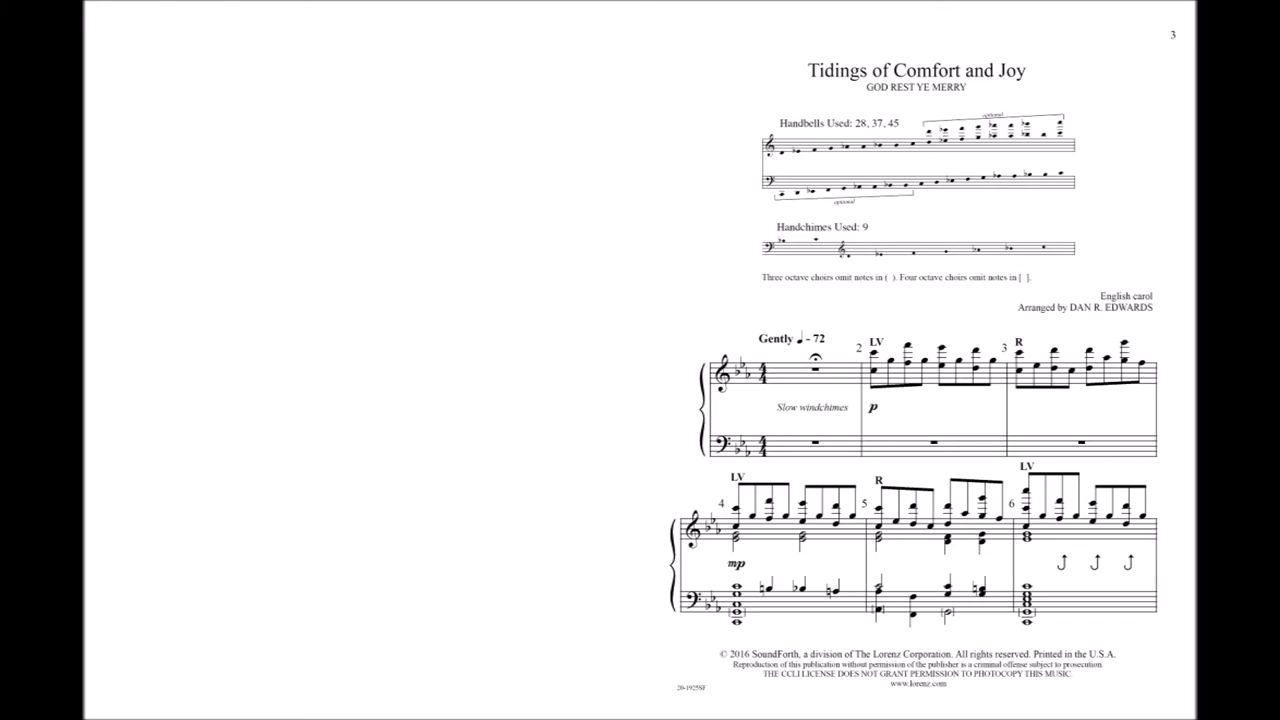 3
Tidings of Comfort and Joy
GOD REST YE MERRY
Handbells Used: 28, 37, 45
optional
optional
Handchimes Used: 9
Three octave choirs omit notes in ( ). Four octave choirs omit notes in [ ].
English carol
Arranged by DAN R. EDWARDS
Gently ♩ - 72
2 LV
3 R
Slow windchimes
p
LV
R
LV
4
5
6
mp
© 2016 SoundForth, a division of The Lorenz Corporation. All rights reserved. Printed in the U.S.A.
Reproduction of this publication without permission of the publisher is a criminal offense subject to prosecution.
THE CCLI LICENSE DOES NOT GRANT PERMISSION TO PHOTOCOPY THIS MUSIC.
www.lorenz.com
20-1925SF